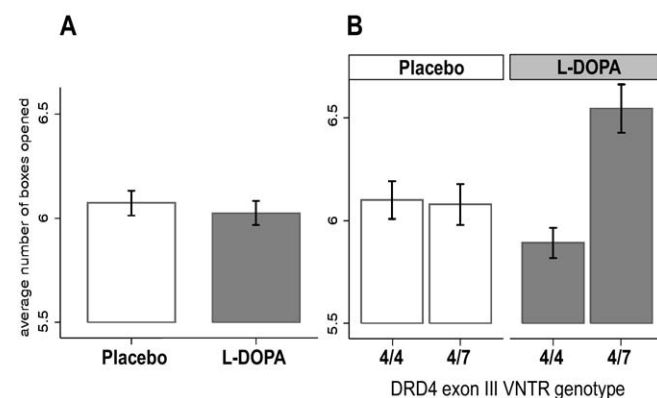 A
average number of boxes opened
6.5
6
5.5
Placebo
L-DOPA
B
Placebo
L-DOPA
6.5
6
5.5
4/4
4/7
4/4
4/7
DRD4 exon III VNTR genotype